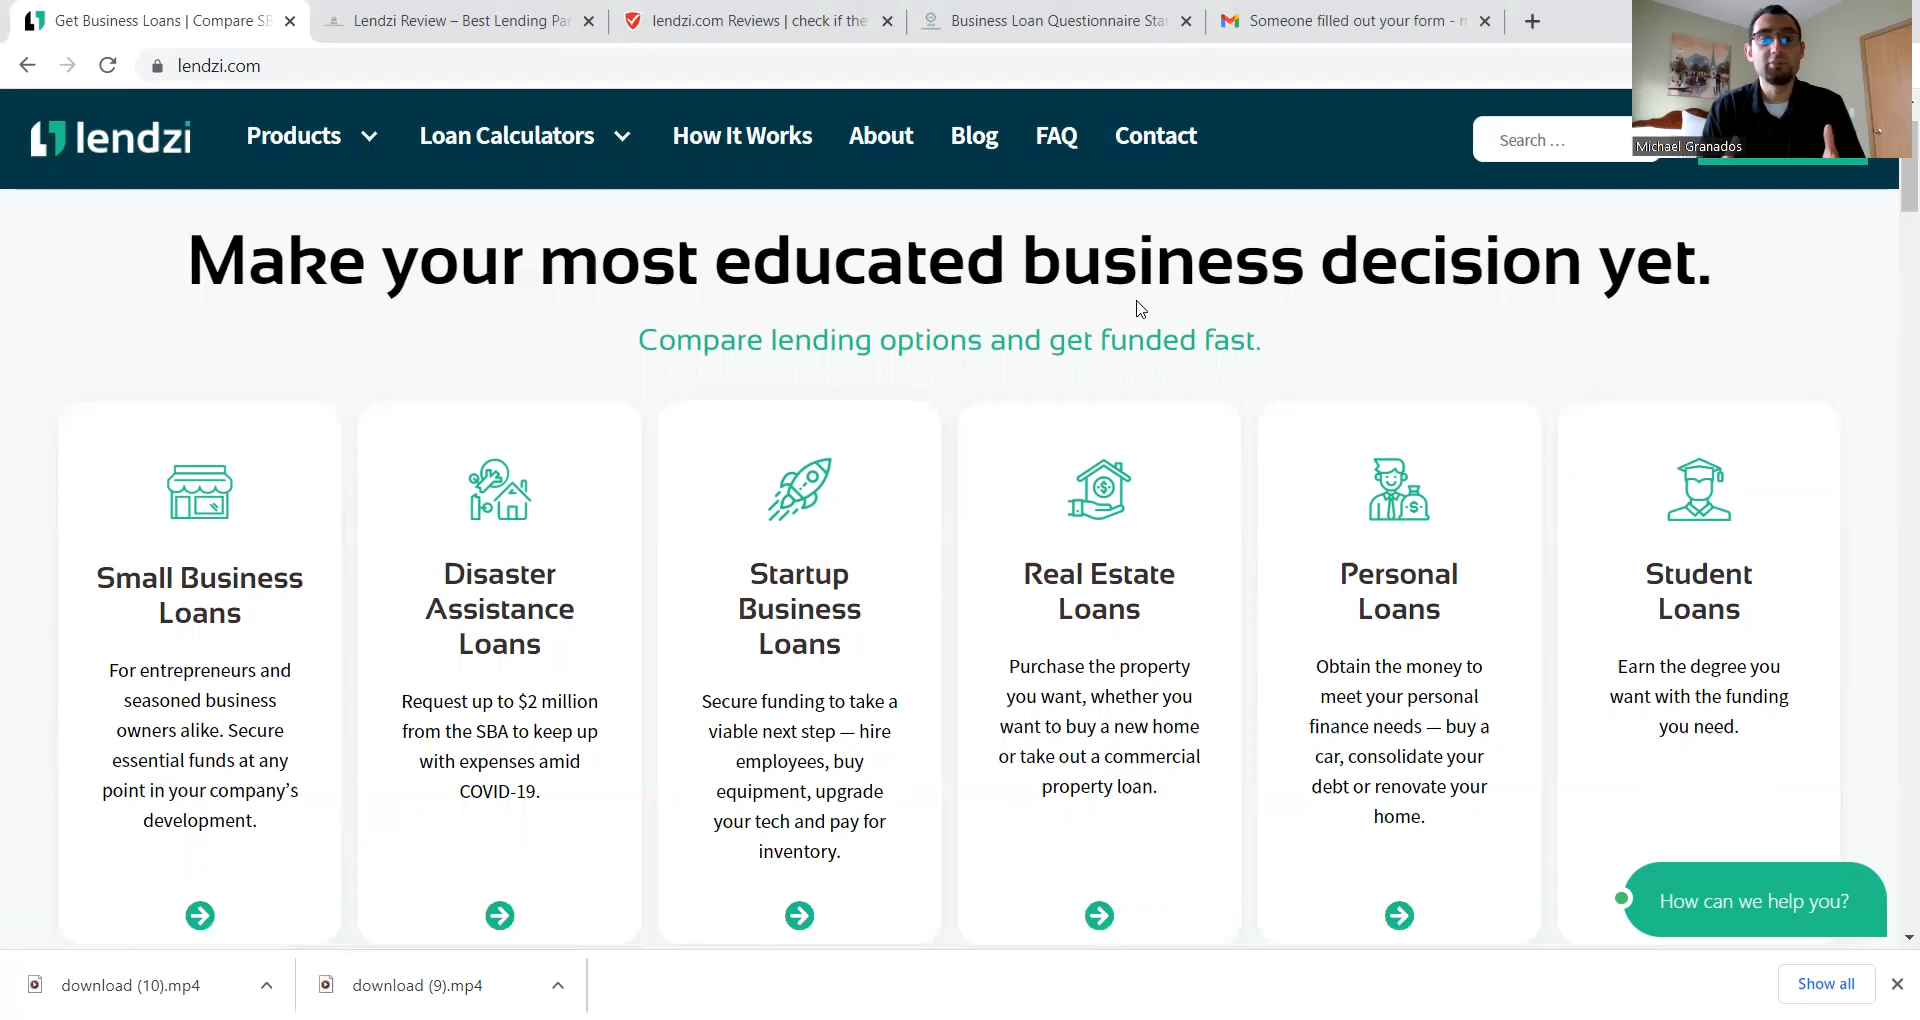 Get Business Loans | Compare SB
Lendzi Review – Best Lending Par
lendzi.com Reviews | check if the
Business Loan Questionnaire Star
Someone filled out your form - m
lendzi.com
lendzi
Products
Loan Calculators
How It Works
About
Blog
FAQ
Contact
Search …
Michael Granados
Make your most educated business decision yet.
Compare lending options and get funded fast.
Small Business
Loans
For entrepreneurs and
seasoned business
owners alike. Secure
essential funds at any
point in your company’s
development.
Disaster
Assistance
Loans
Request up to $2 million
from the SBA to keep up
with expenses amid
COVID-19.
Startup
Business
Loans
Secure funding to take a
viable next step — hire
employees, buy
equipment, upgrade
your tech and pay for
inventory.
Real Estate
Loans
Purchase the property
you want, whether you
want to buy a new home
or take out a commercial
property loan.
Personal
Loans
Obtain the money to
meet your personal
finance needs — buy a
car, consolidate your
debt or renovate your
home.
Student
Loans
Earn the degree you
want with the funding
you need.
How can we help you?
download (10).mp4
download (9).mp4
Show all